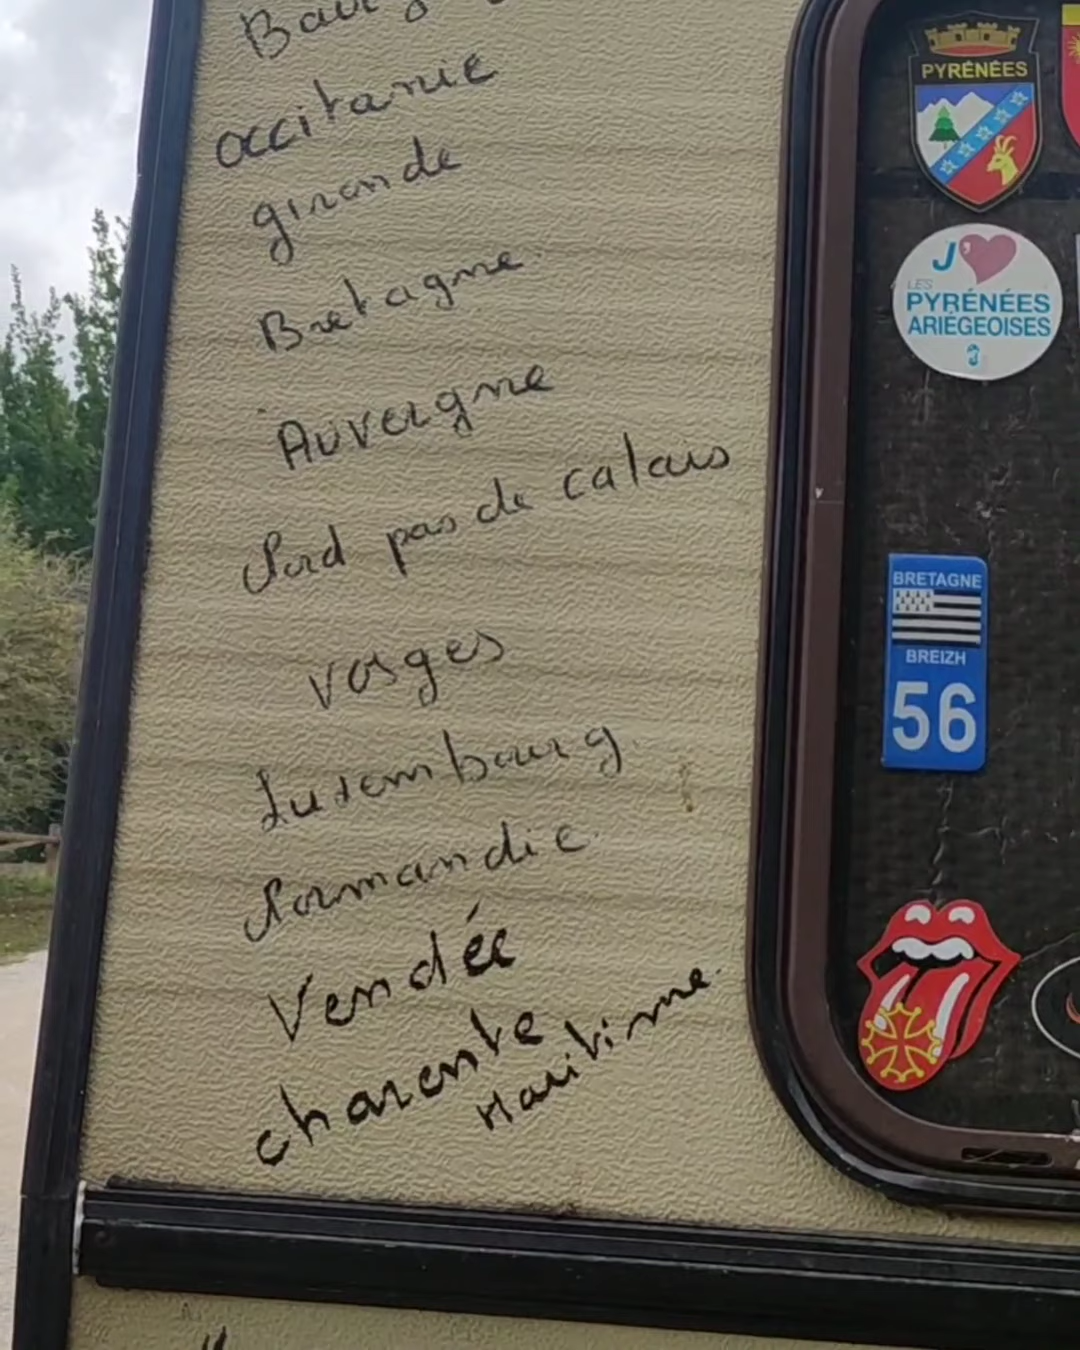 occitanie
gironde
Bretagne.
Auvergne
Nord pas de calais
vosges
Luxembourg.
Normandie.
Vendée
charente
Maritime.
PYRÉNÉES
J'
LES
PYRÉNÉES
ARIÉGEOISES
BRETAGNE
BREIZH
56